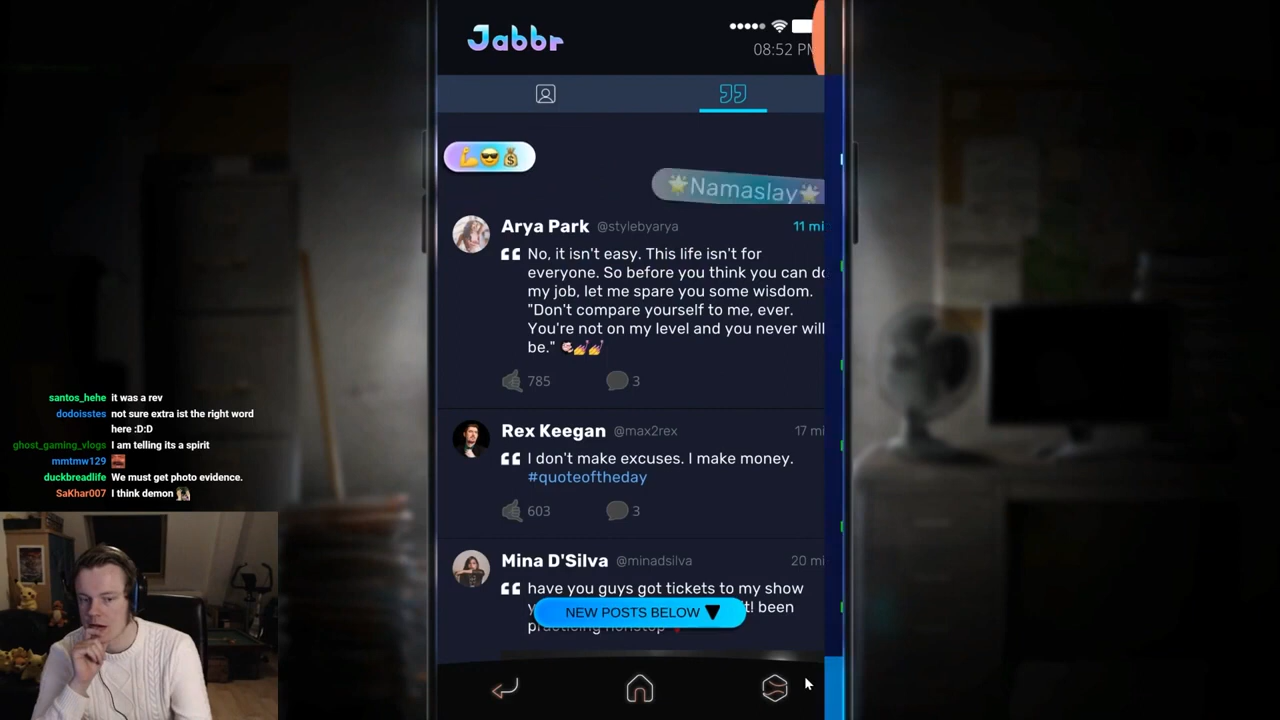 Jabbr
08:52 PM
💪😎💰
🌟Namaslay🌟
Arya Park @stylebyarya 11 mi
No, it isn't easy. This life isn't for
everyone. So before you think you can do
my job, let me spare you some wisdom.
"Don't compare yourself to me, ever.
You're not on my level and you never will
be."
785 3
Rex Keegan @max2rex 17 mi
I don't make excuses. I make money.
#quoteoftheday
603 3
Mina D'Silva @minadsilva 20 mi
have you guys got tickets to my show
t! been
practicing nonstop
NEW POSTS BELOW
santos_hehe it was a rev
dodoisstes not sure extra ist the right word
here :D:D
ghost_gaming_vlogs I am telling its a spirit
mmtmw129
duckbreadlife We must get photo evidence.
SaKhar007 I think demon